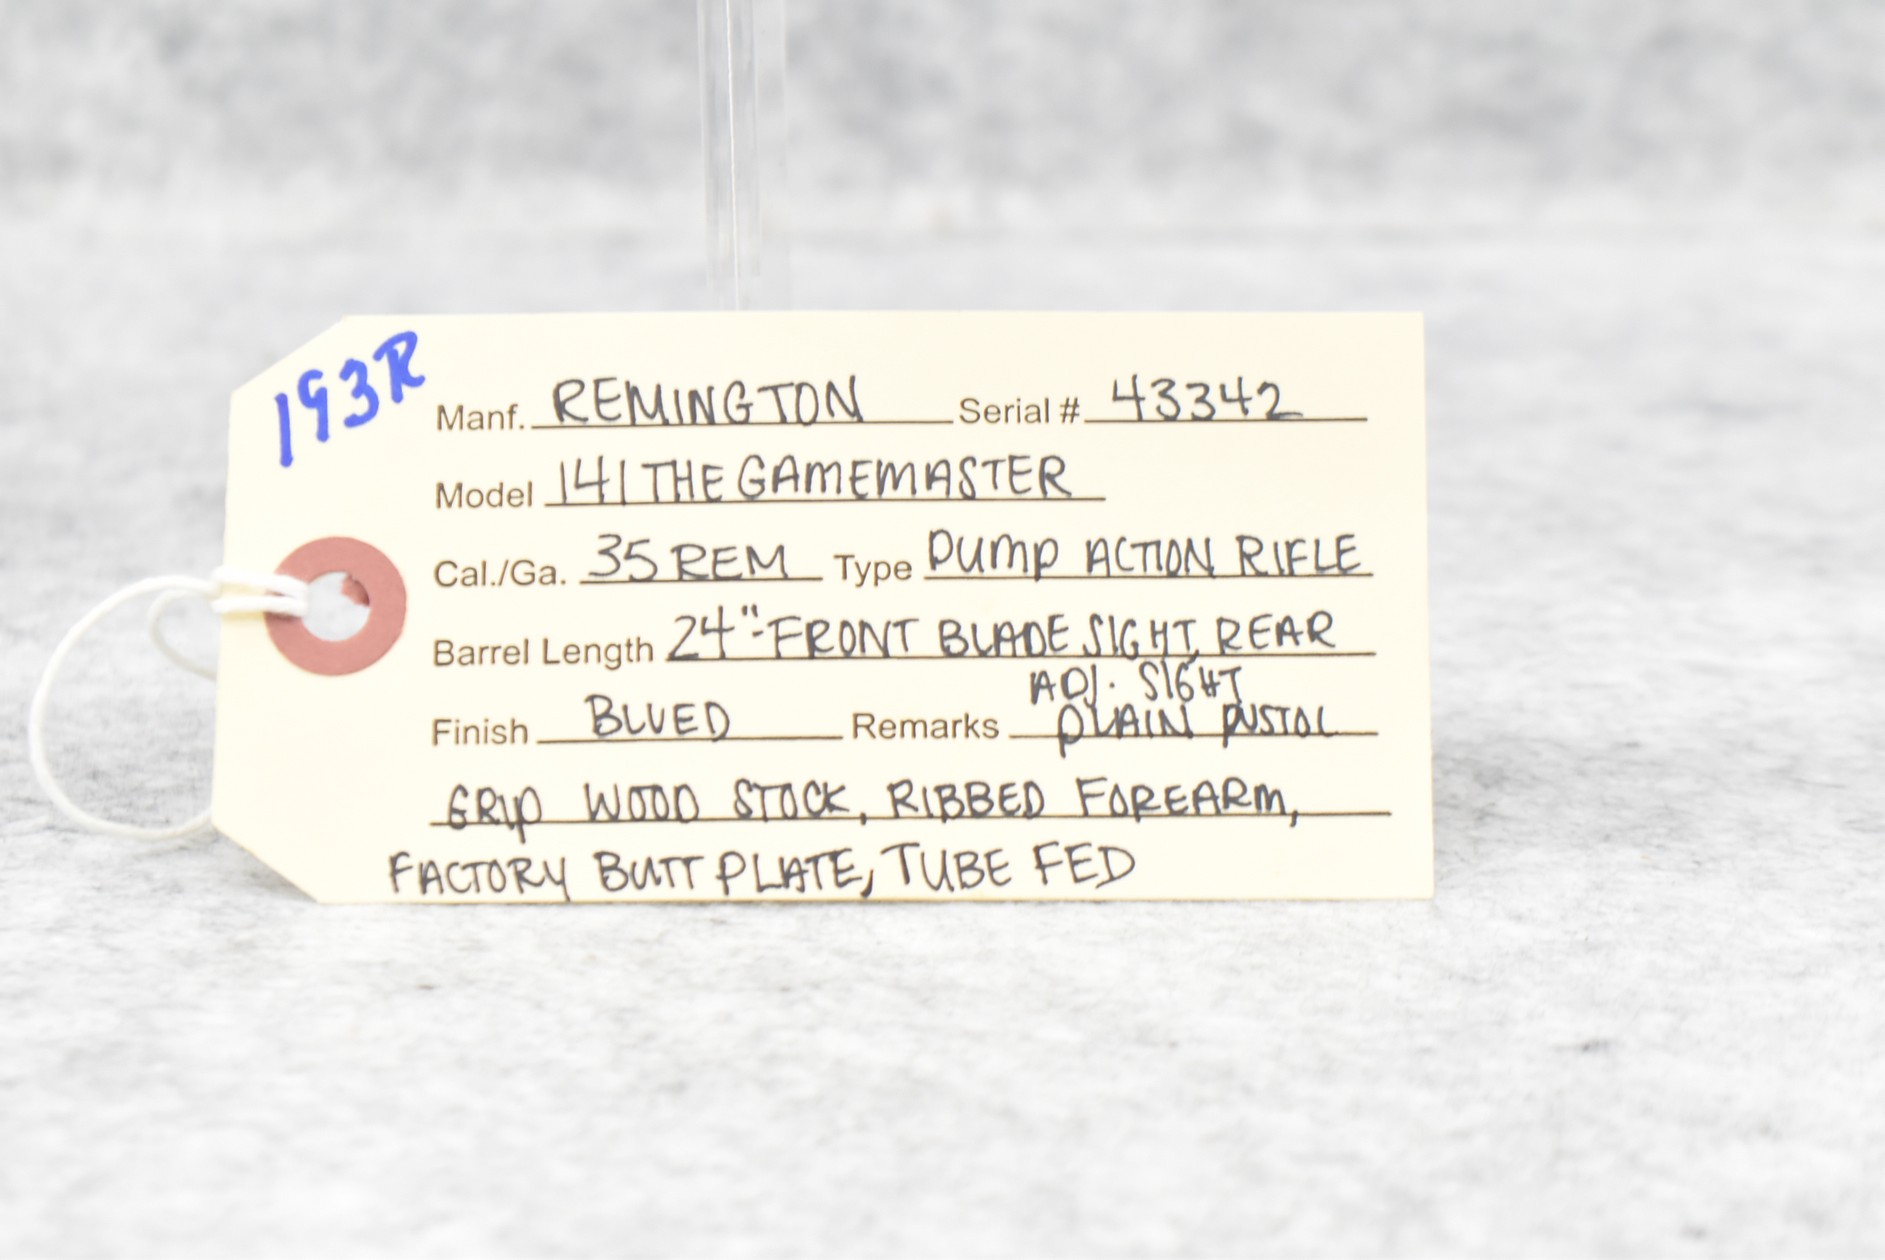 193R
Manf. REMINGTON Serial # 43342
Model 141 THE GAMEMASTER
Cal./Ga. 35 REM Type PUMP ACTION RIFLE
Barrel Length 24"-FRONT BLADE SIGHT, REAR
ADJ. SIGHT
Finish BLUED Remarks PLAIN PISTOL
GRIP WOOD STOCK, RIBBED FOREARM,
FACTORY BUTT PLATE, TUBE FED